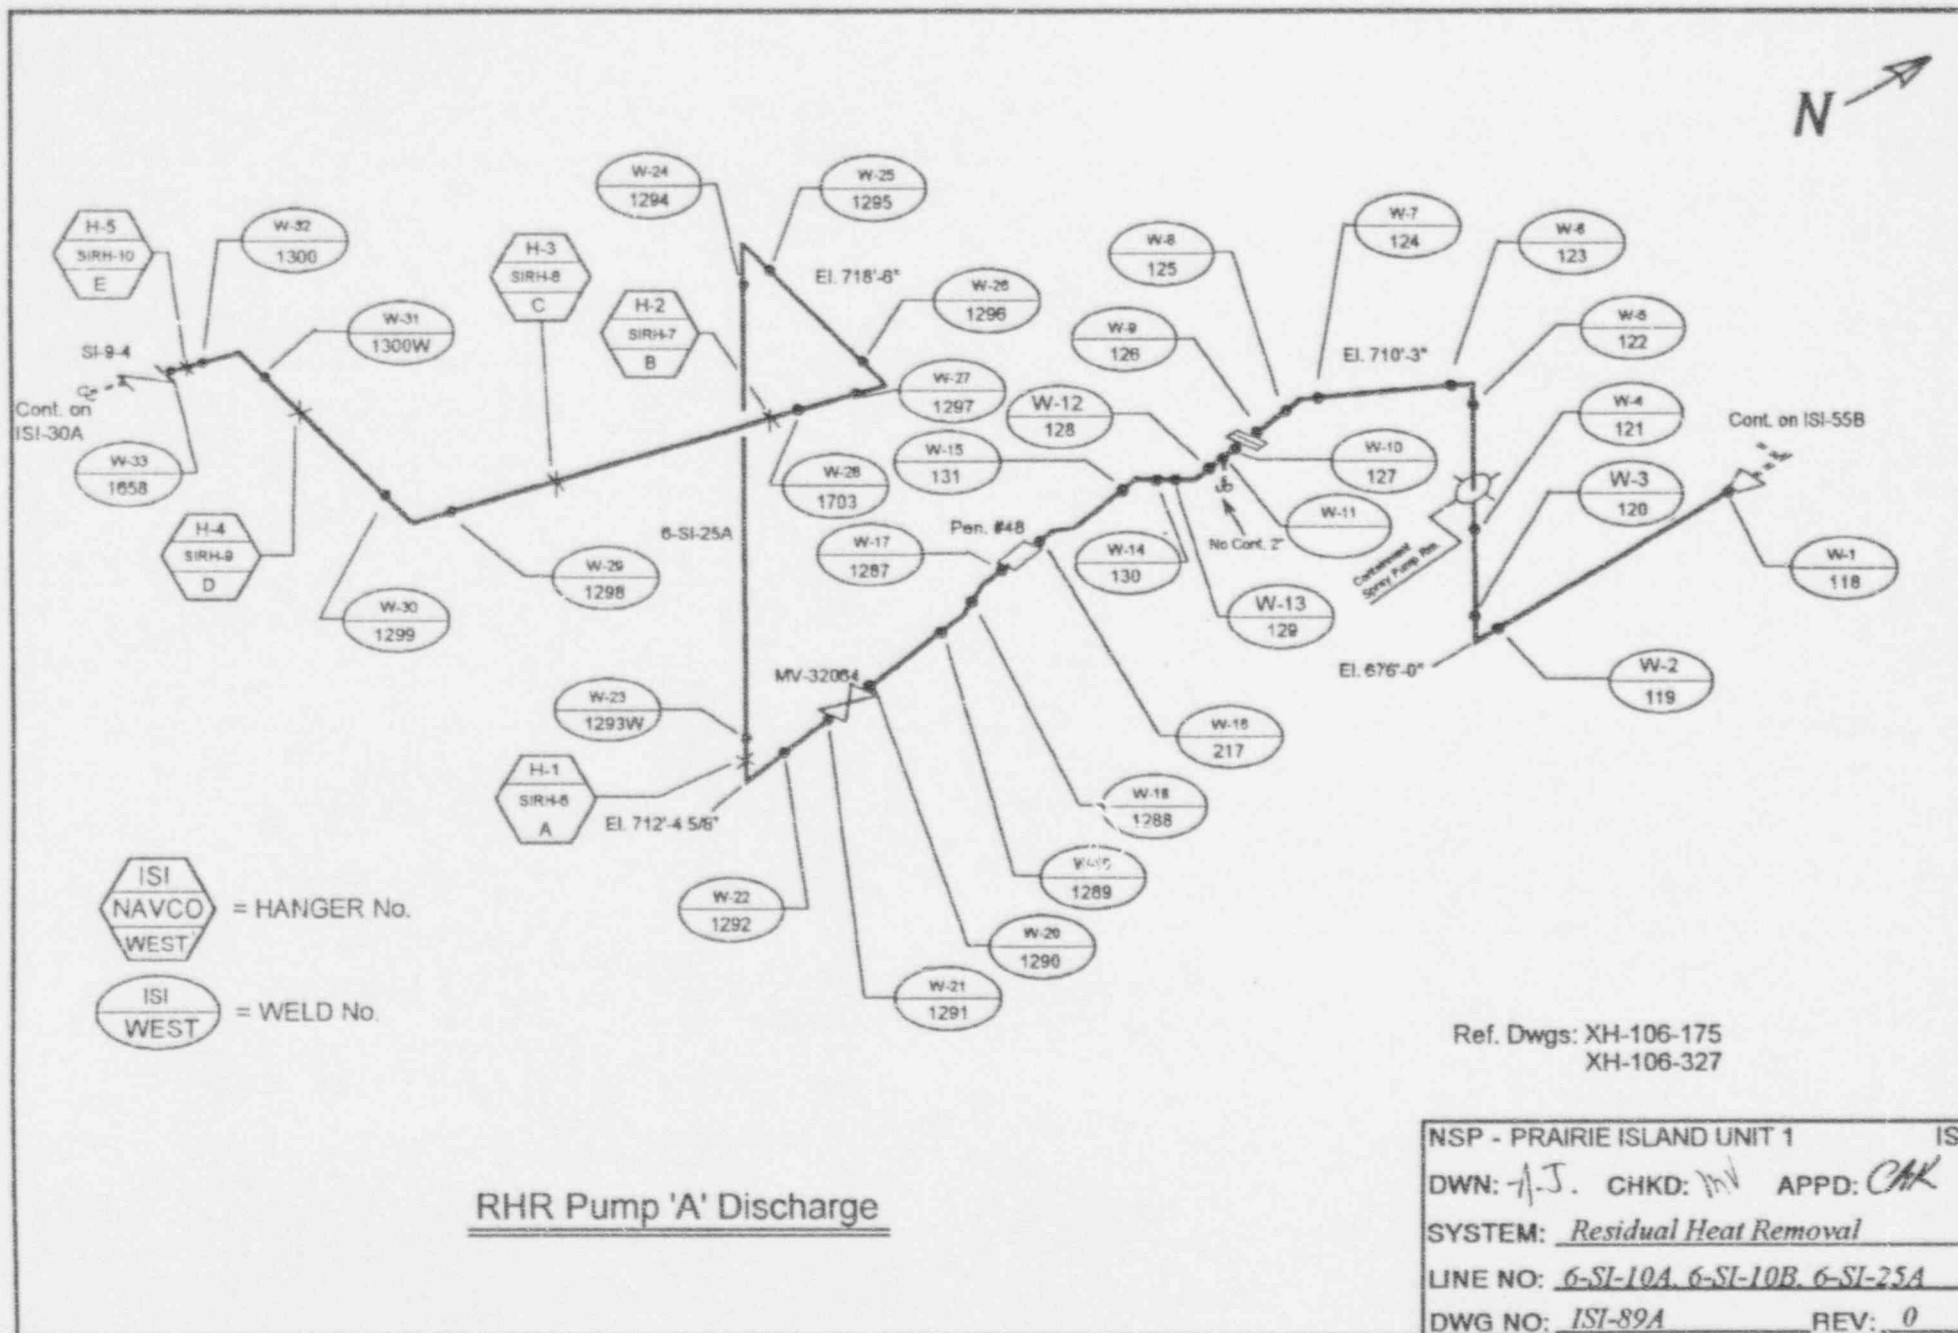 N
W-24
1294
W-25
1295
H-5
SIRH-10
E
W-32
1300
H-3
SIRH-8
C
El. 718'-6"
W-7
124
W-8
125
W-6
123
H-2
SIRH-7
B
W-26
1296
W-31
1300W
SI-9-4
W-9
126
W-5
122
El. 710'-3"
W-27
1297
Cont. on
ISI-30A
W-12
128
W-4
121
Cont. on ISI-55B
W-33
1658
W-15
131
W-10
127
W-28
1703
W-3
120
H-4
SIRH-9
D
6-SI-25A
Pen. #48
W-17
1287
W-14
130
No Cont. 2"
W-11
Containment
Spray Pump Rm.
W-1
118
W-29
1298
W-30
1299
W-13
129
El. 676'-0"
W-2
119
MV-32064
W-23
1293W
W-16
217
H-1
SIRH-6
A
El. 712'-4 5/8"
W-18
1288
W-19
1289
W-22
1292
W-20
1290
W-21
1291
ISI
NAVCO
WEST
= HANGER No.
ISI
WEST
= WELD No.
Ref. Dwgs: XH-106-175
XH-106-327
RHR Pump 'A' Discharge
NSP - PRAIRIE ISLAND UNIT 1 IS
DWN: A.J. CHKD: APPD: CAK
SYSTEM: Residual Heat Removal
LINE NO: 6-SI-10A, 6-SI-10B, 6-SI-25A
DWG NO: ISI-89A REV: 0